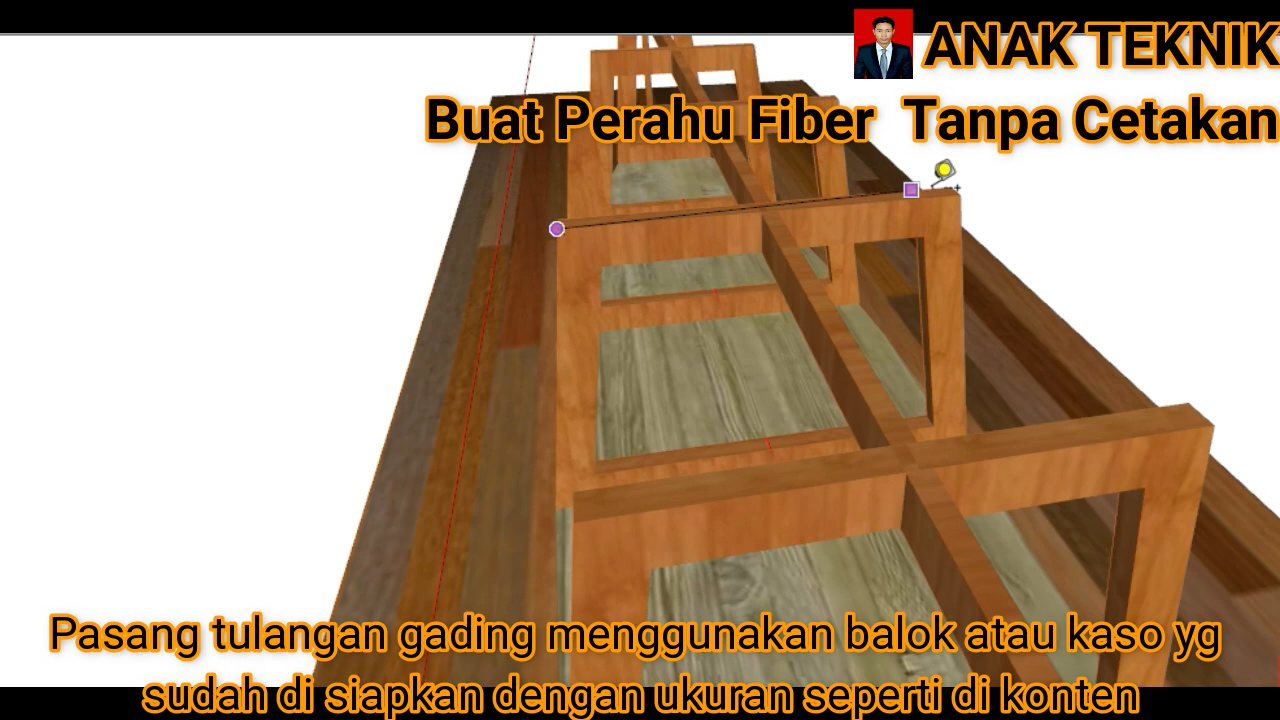 ANAK TEKNIK
Buat Perahu Fiber Tanpa Cetakan
Pasang tulangan gading menggunakan balok atau kaso yg
sudah di siapkan dengan ukuran seperti di konten